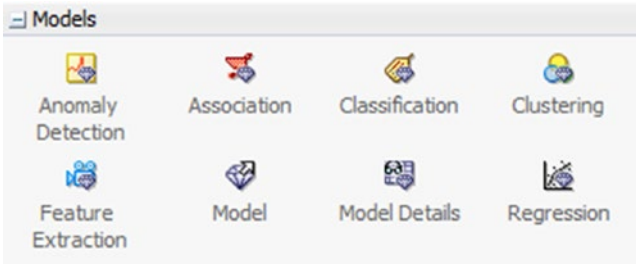 Models
Anomaly Association Classification Clustering
Detection
Feature Model Model Details Regression
Extraction